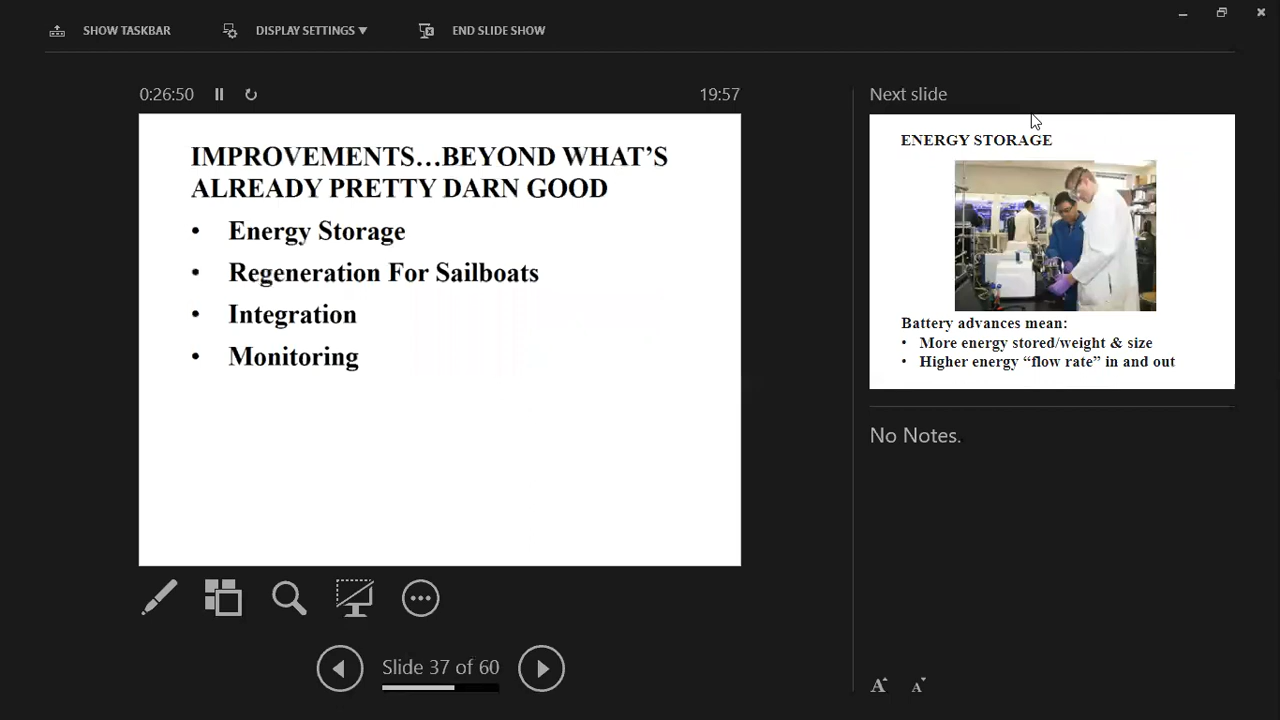 SHOW TASKBAR
DISPLAY SETTINGS ▼
END SLIDE SHOW
0:26:50
19:57
IMPROVEMENTS…BEYOND WHAT’S
ALREADY PRETTY DARN GOOD
• Energy Storage
• Regeneration For Sailboats
• Integration
• Monitoring
Slide 37 of 60
Next slide
ENERGY STORAGE
Battery advances mean:
• More energy stored/weight & size
• Higher energy “flow rate” in and out
No Notes.
A A